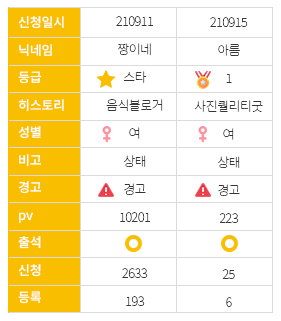 신청일시 210911 210915
닉네임 짱이네 아름
등급 스타 1
히스토리 음식블로거 사진퀄리티굿
성별 여 여
비고 상태 상태
경고 경고 경고
pv 10201 223
출석
신청 2633 25
등록 193 6